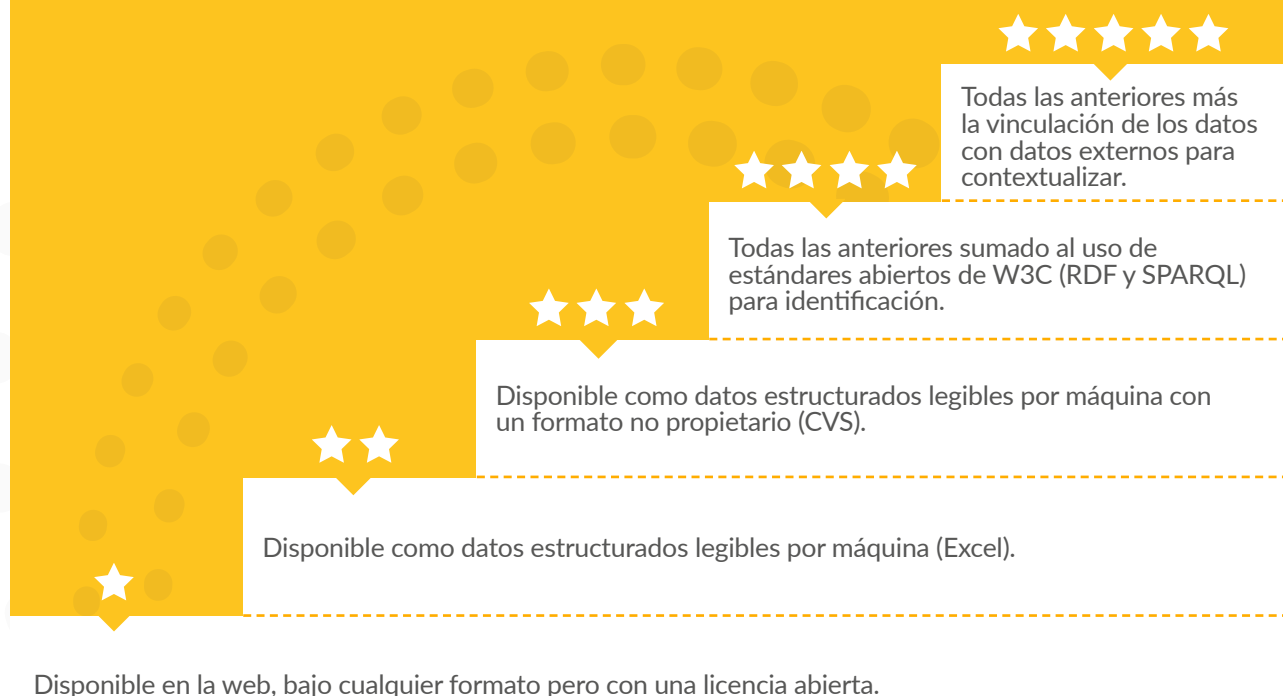 Todas las anteriores más
la vinculación de los datos
con datos externos para
contextualizar.
Todas las anteriores sumado al uso de
estándares abiertos de W3C (RDF y SPARQL)
para identificación.
Disponible como datos estructurados legibles por máquina con
un formato no propietario (CVS).
Disponible como datos estructurados legibles por máquina (Excel).
Disponible en la web, bajo cualquier formato pero con una licencia abierta.